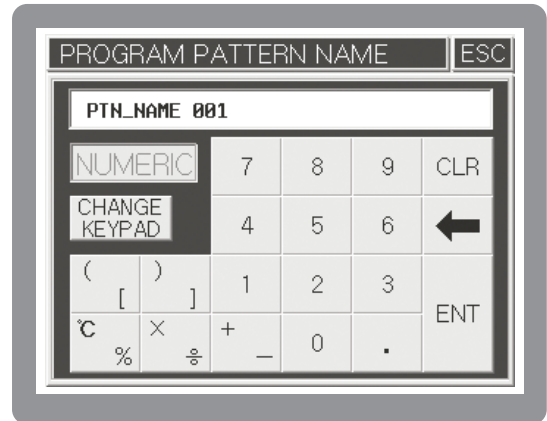 PROGRAM PATTERN NAME ESC
PTN_NAME 001
NUMERIC 7 8 9 CLR
CHANGE
KEYPAD 4 5 6
( [ ) ] 1 2 3
ENT
℃ % × ÷ + − 0 .